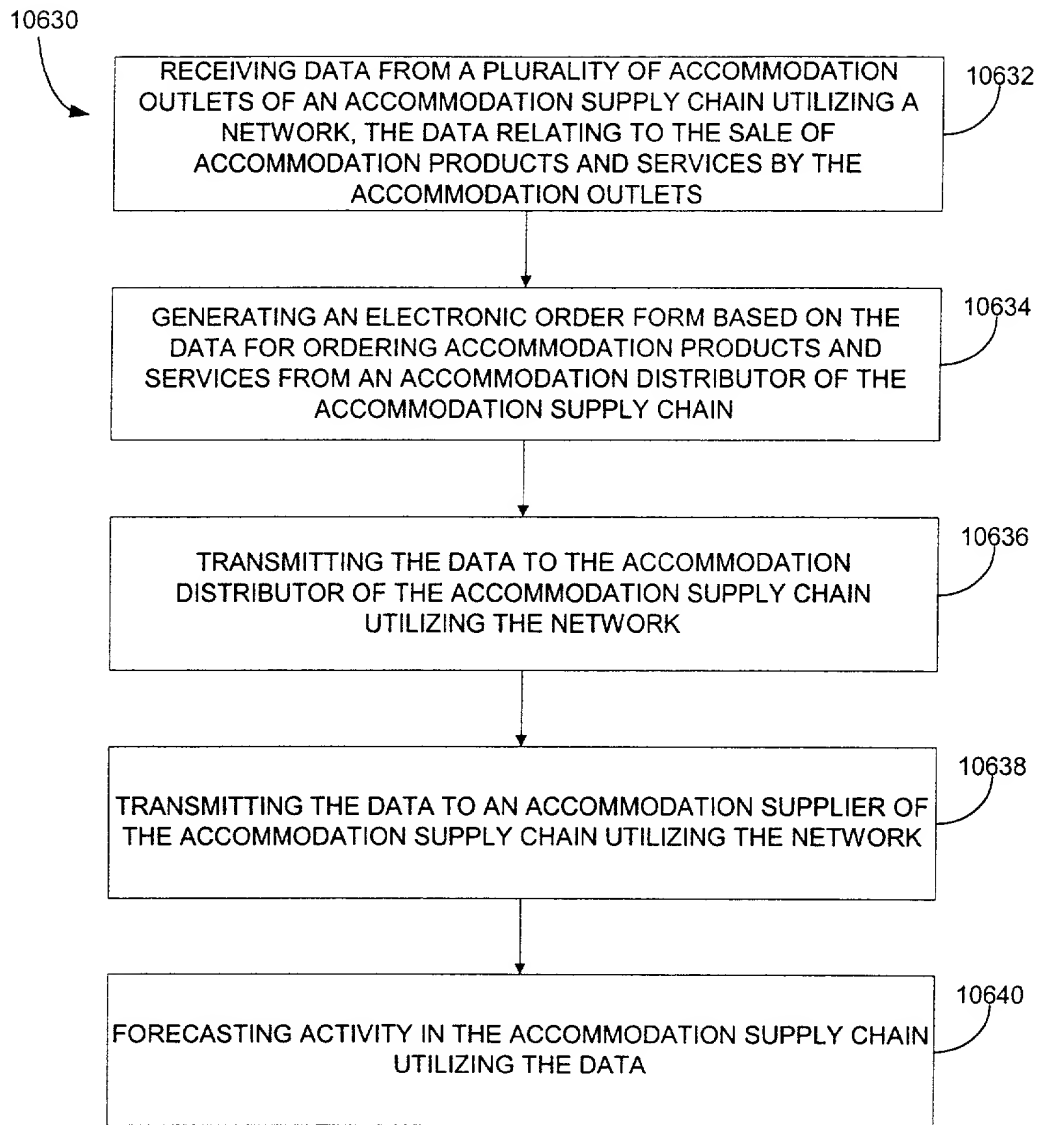 10630
RECEIVING DATA FROM A PLURALITY OF ACCOMMODATION
OUTLETS OF AN ACCOMMODATION SUPPLY CHAIN UTILIZING A
NETWORK, THE DATA RELATING TO THE SALE OF
ACCOMMODATION PRODUCTS AND SERVICES BY THE
ACCOMMODATION OUTLETS
10632
GENERATING AN ELECTRONIC ORDER FORM BASED ON THE
DATA FOR ORDERING ACCOMMODATION PRODUCTS AND
SERVICES FROM AN ACCOMMODATION DISTRIBUTOR OF THE
ACCOMMODATION SUPPLY CHAIN
10634
TRANSMITTING THE DATA TO THE ACCOMMODATION
DISTRIBUTOR OF THE ACCOMMODATION SUPPLY CHAIN
UTILIZING THE NETWORK
10636
TRANSMITTING THE DATA TO AN ACCOMMODATION SUPPLIER OF
THE ACCOMMODATION SUPPLY CHAIN UTILIZING THE NETWORK
10638
FORECASTING ACTIVITY IN THE ACCOMMODATION SUPPLY CHAIN
UTILIZING THE DATA
10640